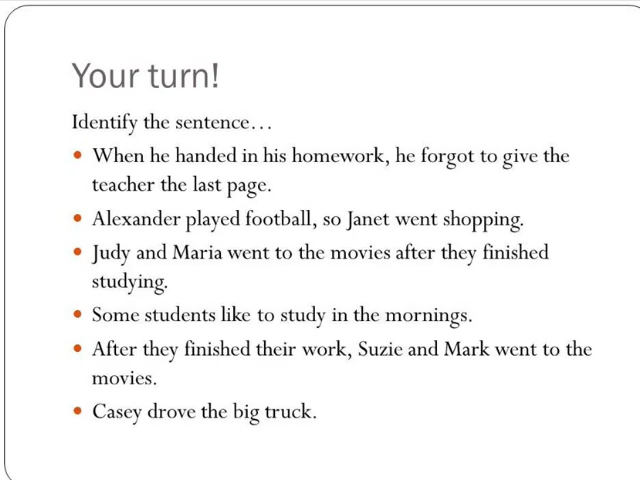 Your turn!
Identify the sentence…
• When he handed in his homework, he forgot to give the
teacher the last page.
• Alexander played football, so Janet went shopping.
• Judy and Maria went to the movies after they finished
studying.
• Some students like to study in the mornings.
• After they finished their work, Suzie and Mark went to the
movies.
• Casey drove the big truck.